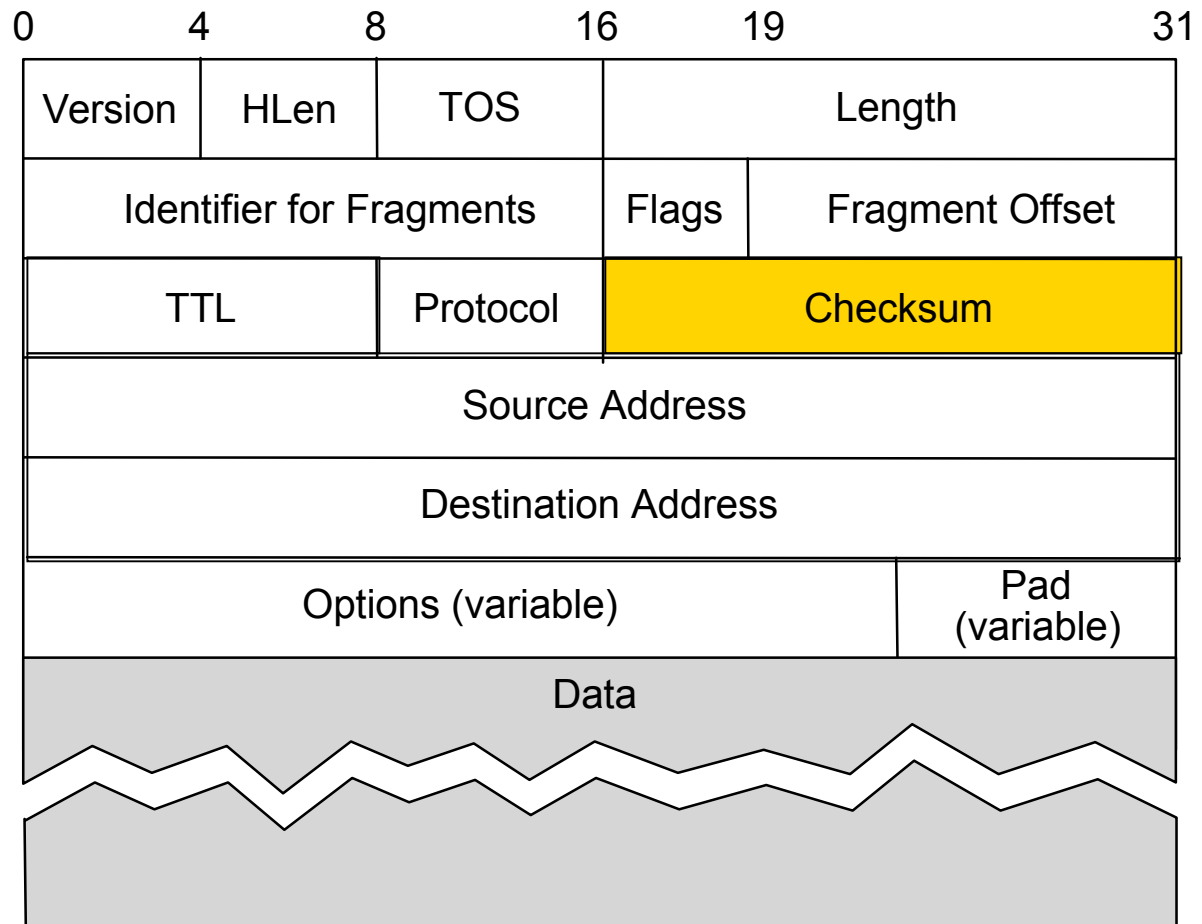 0 4 8 16 19 31
Version HLen TOS Length
Identifier for Fragments Flags Fragment Offset
TTL Protocol Checksum
Source Address
Destination Address
Options (variable) Pad
(variable)
Data